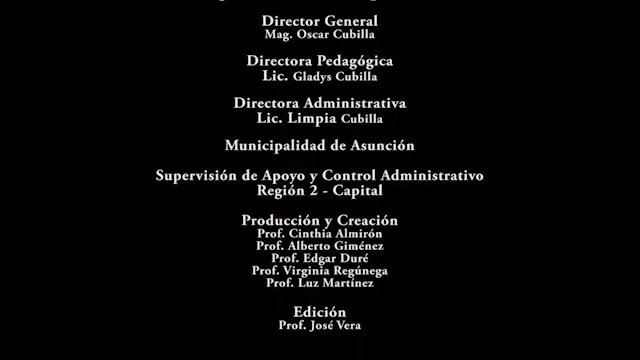 Director General
Mag. Oscar Cubilla
Directora Pedagógica
Lic. Gladys Cubilla
Directora Administrativa
Lic. Limpia Cubilla
Municipalidad de Asunción
Supervisión de Apoyo y Control Administrativo
Región 2 - Capital
Producción y Creación
Prof. Cinthia Almirón
Prof. Alberto Giménez
Prof. Edgar Duré
Prof. Virginia Regúnega
Prof. Luz Martínez
Edición
Prof. José Vera